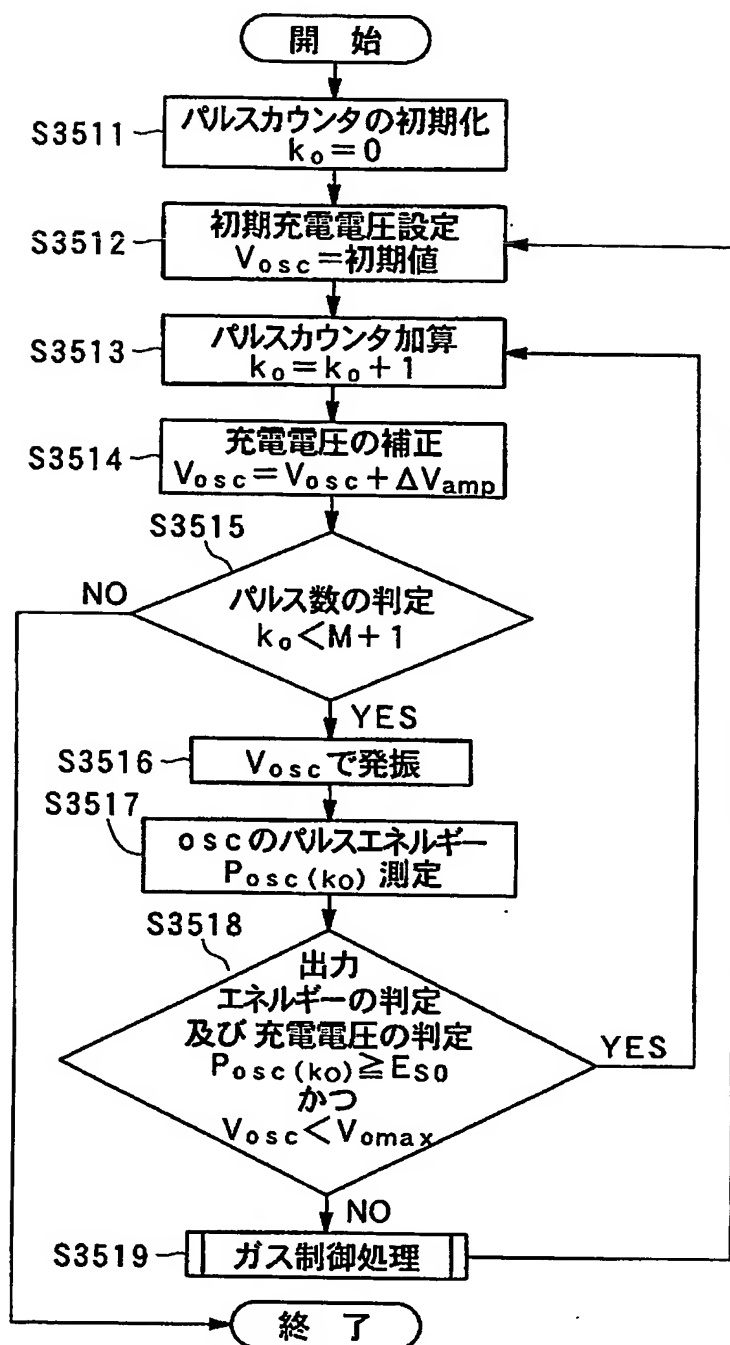 開 始
S3511
パルスカウンタの初期化
ko=0
S3512
初期充電電圧設定
Vosc=初期値
S3513
パルスカウンタ加算
ko=ko+1
S3514
充電電圧の補正
Vosc=Vosc+ΔVamp
S3515
NO
パルス数の判定
ko<M+1
YES
S3516
Voscで発振
S3517
oscのパルスエネルギー
Posc(ko)測定
S3518
出力
エネルギーの判定
及び充電電圧の判定
Posc(ko)≧ES0
かつ
Vosc<Vomax
YES
NO
S3519
ガス制御処理
終 了